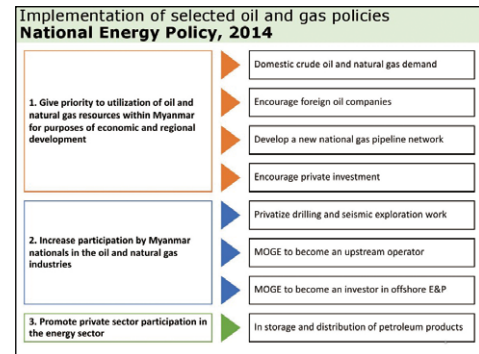 Implementation of selected oil and gas policies
National Energy Policy, 2014
1. Give priority to utilization of oil and
natural gas resources within Myanmar
for purposes of economic and regional
development
Domestic crude oil and natural gas demand
Encourage foreign oil companies
Develop a new national gas pipeline network
Encourage private investment
2. Increase participation by Myanmar
nationals in the oil and natural gas
industries
Privatize drilling and seismic exploration work
MOGE to become an upstream operator
MOGE to become an investor in offshore E&P
3. Promote private sector participation in
the energy sector
In storage and distribution of petroleum products